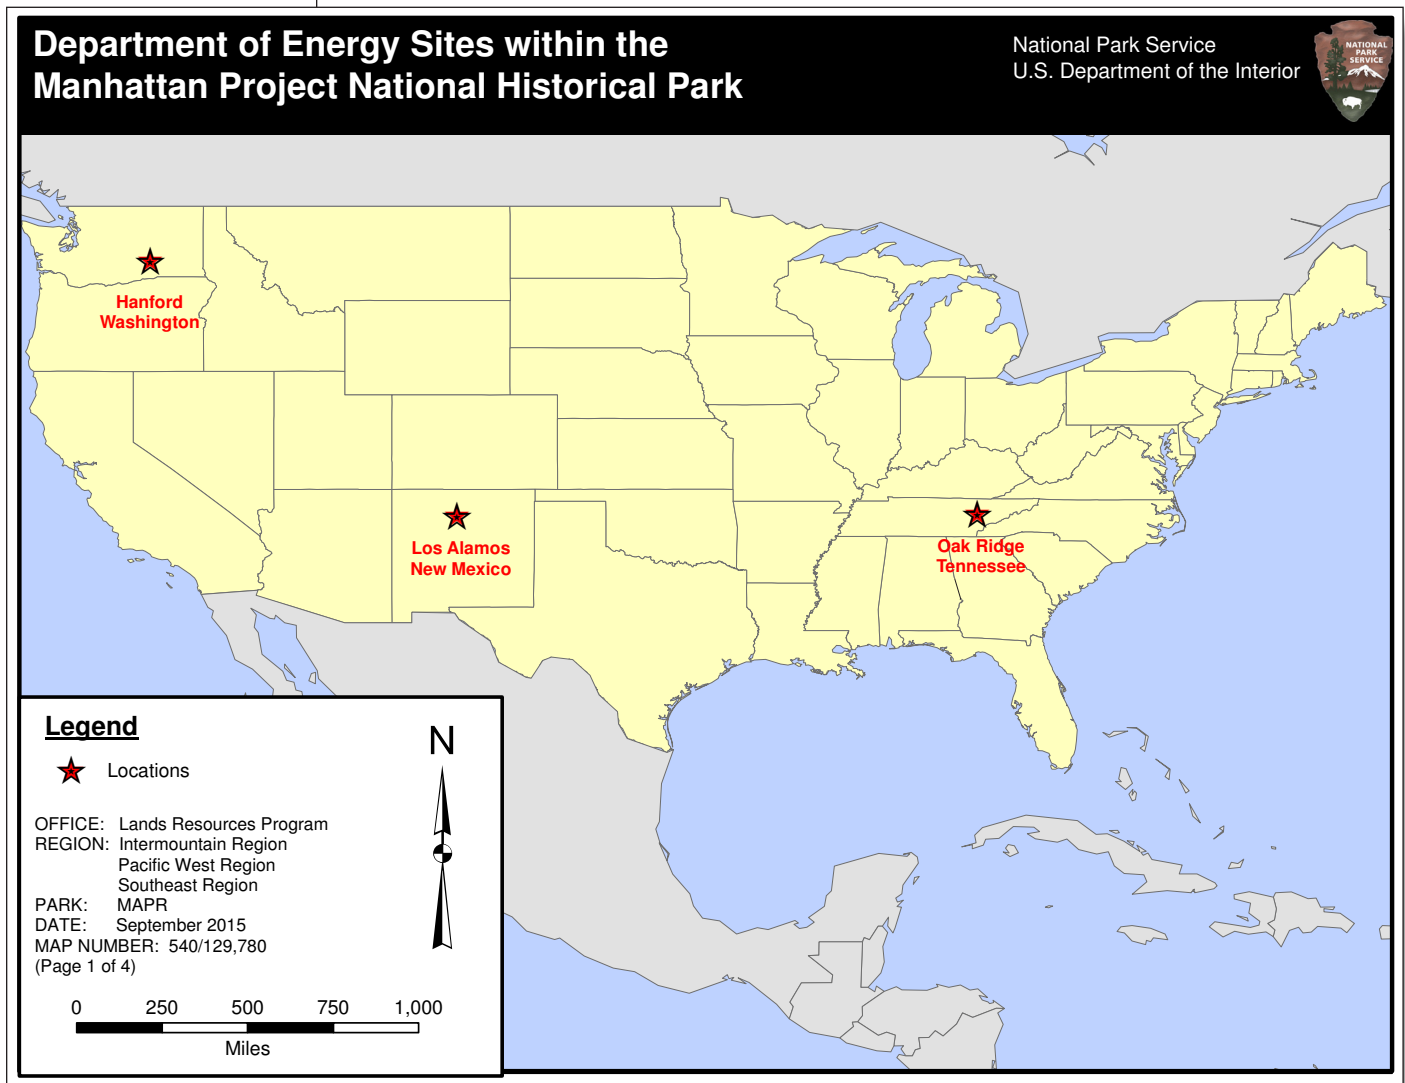 Department of Energy Sites within the
Manhattan Project National Historical Park
National Park Service
U.S. Department of the Interior
NATIONAL
PARK
SERVICE
Hanford
Washington
Los Alamos
New Mexico
Oak Ridge
Tennessee
Legend
Locations
N
OFFICE: Lands Resources Program
REGION: Intermountain Region
Pacific West Region
Southeast Region
PARK: MAPR
DATE: September 2015
MAP NUMBER: 540/129,780
(Page 1 of 4)
0 250 500 750 1,000
Miles